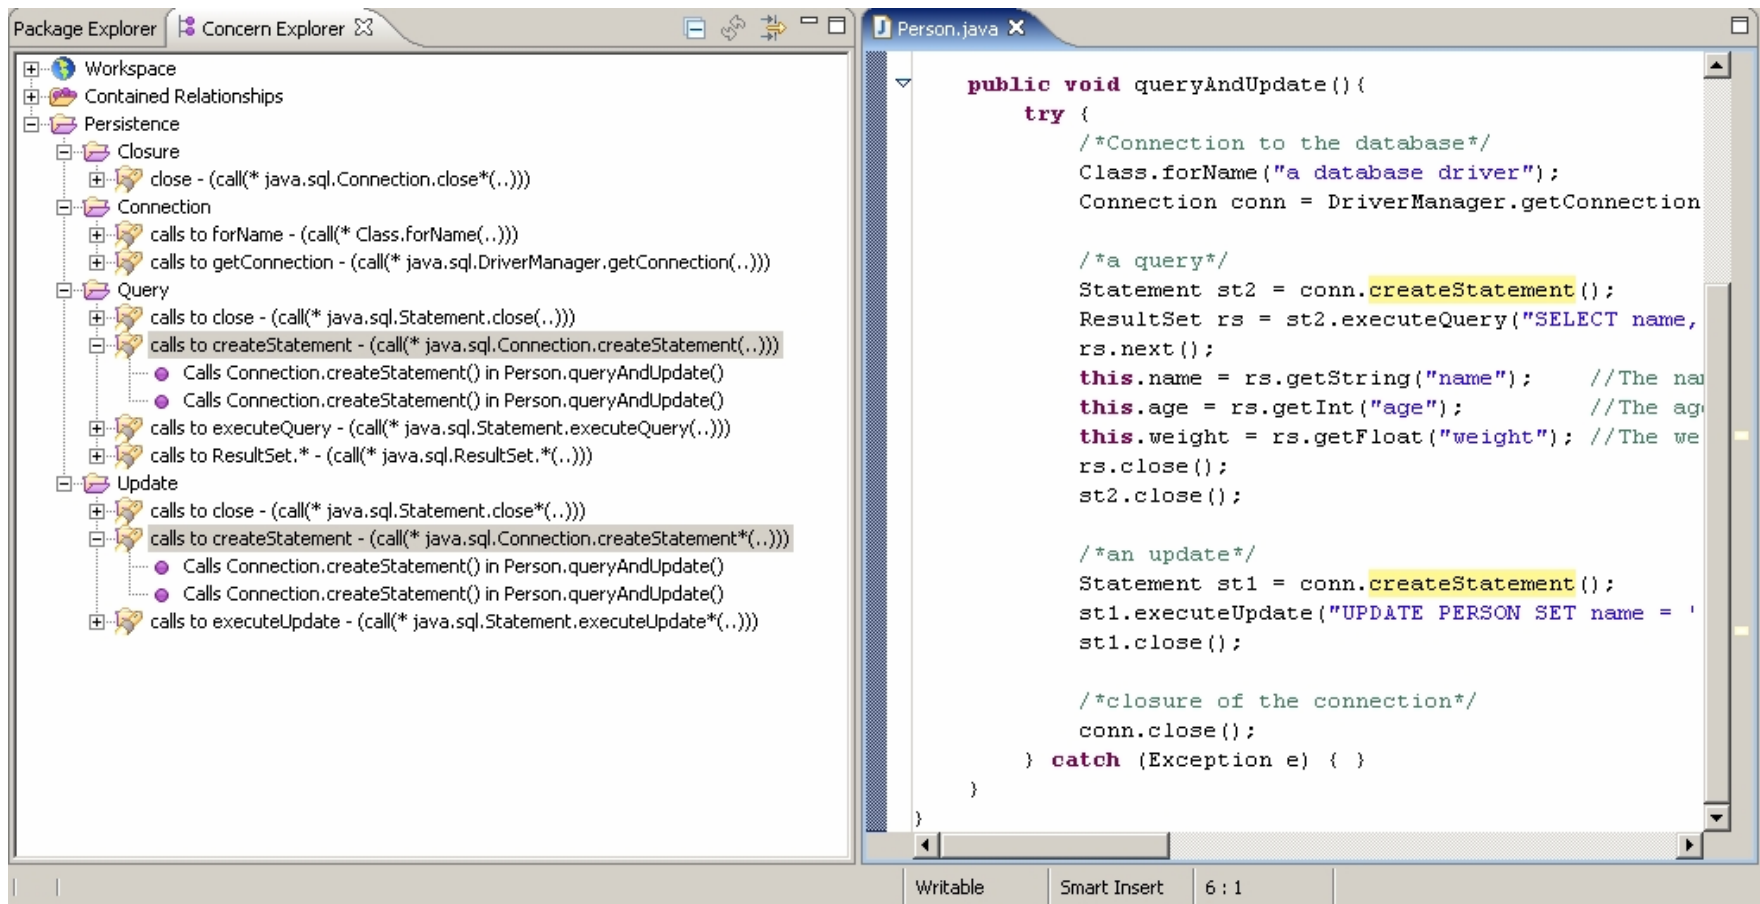 Package Explorer
Concern Explorer
Workspace
Contained Relationships
Persistence
Closure
close - (call(* java.sql.Connection.close*(..)))
Connection
calls to forName - (call(* Class.forName(..)))
calls to getConnection - (call(* java.sql.DriverManager.getConnection(..)))
Query
calls to close - (call(* java.sql.Statement.close(..)))
calls to createStatement - (call(* java.sql.Connection.createStatement(..)))
Calls Connection.createStatement() in Person.queryAndUpdate()
Calls Connection.createStatement() in Person.queryAndUpdate()
calls to executeQuery - (call(* java.sql.Statement.executeQuery(..)))
calls to ResultSet.* - (call(* java.sql.ResultSet.*(..)))
Update
calls to close - (call(* java.sql.Statement.close*(..)))
calls to createStatement - (call(* java.sql.Connection.createStatement*(..)))
Calls Connection.createStatement() in Person.queryAndUpdate()
Calls Connection.createStatement() in Person.queryAndUpdate()
calls to executeUpdate - (call(* java.sql.Statement.executeUpdate*(..)))
Person.java
public void queryAndUpdate(){
try {
/*Connection to the database*/
Class.forName("a database driver");
Connection conn = DriverManager.getConnection
/*a query*/
Statement st2 = conn.createStatement();
ResultSet rs = st2.executeQuery("SELECT name,
rs.next();
this.name = rs.getString("name"); //The nam
this.age = rs.getInt("age"); //The age
this.weight = rs.getFloat("weight"); //The we
rs.close();
st2.close();
/*an update*/
Statement st1 = conn.createStatement();
st1.executeUpdate("UPDATE PERSON SET name = '
st1.close();
/*closure of the connection*/
conn.close();
} catch (Exception e) { }
}
}
Writable
Smart Insert
6 : 1